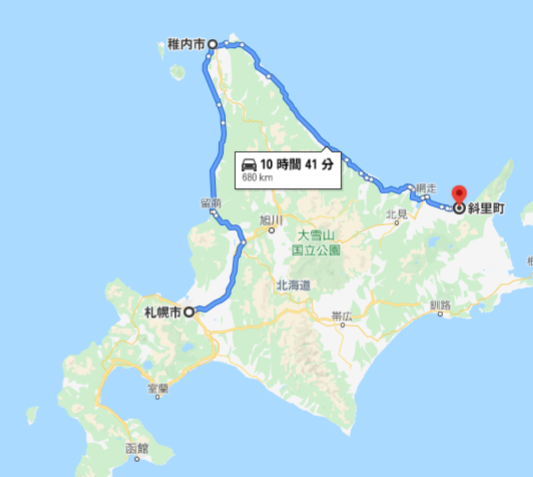 稚内市
10 時間 41 分
680 km
網走
斜里町
留萌
旭川
北見
大雪山
国立公園
北海道
札幌市
帯広
釧路
室蘭
函館